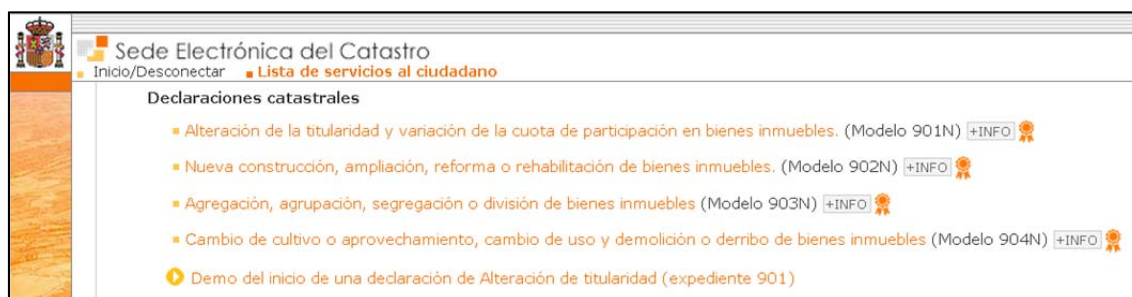 Sede Electrónica del Catastro
Inicio/Desconectar Lista de servicios al ciudadano
Declaraciones catastrales
Alteración de la titularidad y variación de la cuota de participación en bienes inmuebles. (Modelo 901N) +INFO
Nueva construcción, ampliación, reforma o rehabilitación de bienes inmuebles. (Modelo 902N) +INFO
Agregación, agrupación, segregación o división de bienes inmuebles (Modelo 903N) +INFO
Cambio de cultivo o aprovechamiento, cambio de uso y demolición o derribo de bienes inmuebles (Modelo 904N) +INFO
Demo del inicio de una declaración de Alteración de titularidad (expediente 901)